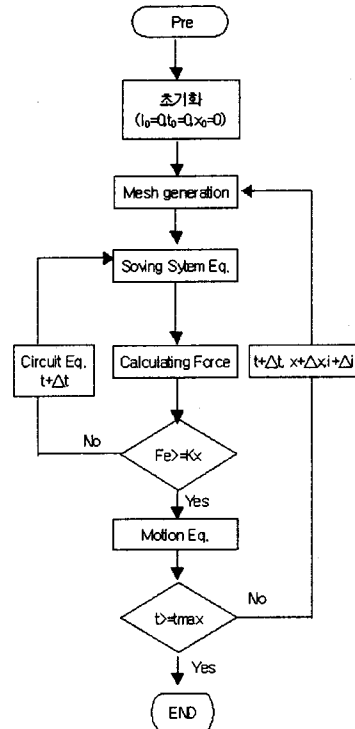 Pre
초기화
(i₀=0,t₀=0,x₀=0)
Mesh generation
Soving Sytem Eq.
Circuit Eq.
t+Δt
Calculating Force
t+Δt, x+Δx,i+Δi
No
Fe>=Kx
Yes
Motion Eq.
No
t>=tmax
Yes
END